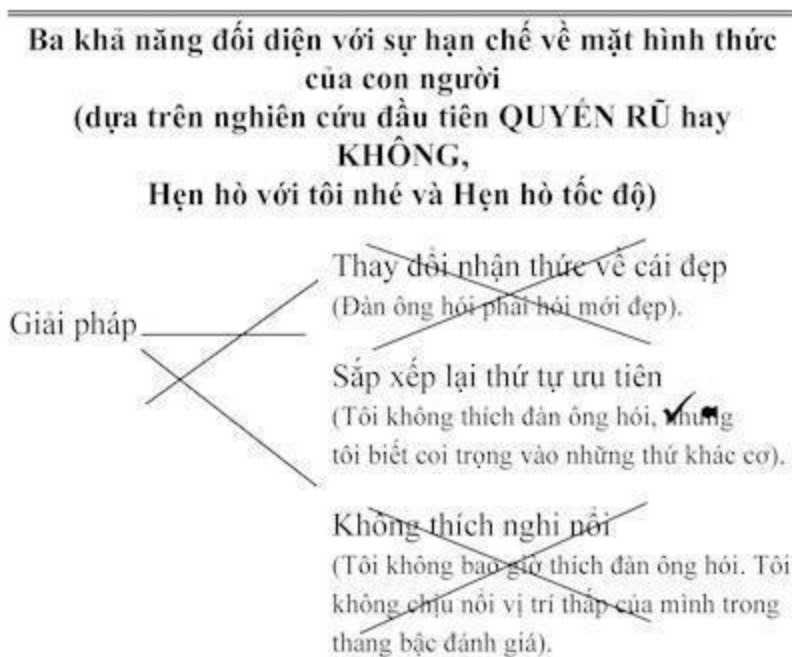 Ba khả năng đối diện với sự hạn chế về mặt hình thức
của con người
(dựa trên nghiên cứu đầu tiên QUYẾN RŨ hay
KHÔNG,
Hẹn hò với tôi nhé và Hẹn hò tốc độ)
Thay đổi nhận thức về cái đẹp
(Đàn ông hói phải hói mới đẹp).
Giải pháp
Sắp xếp lại thứ tự ưu tiên
(Tôi không thích đàn ông hói, nhưng
tôi biết coi trọng vào những thứ khác cơ).
Không thích nghi nổi
(Tôi không bao giờ thích đàn ông hói. Tôi
không chịu nổi vị trí thấp của mình trong
thang bậc đánh giá).